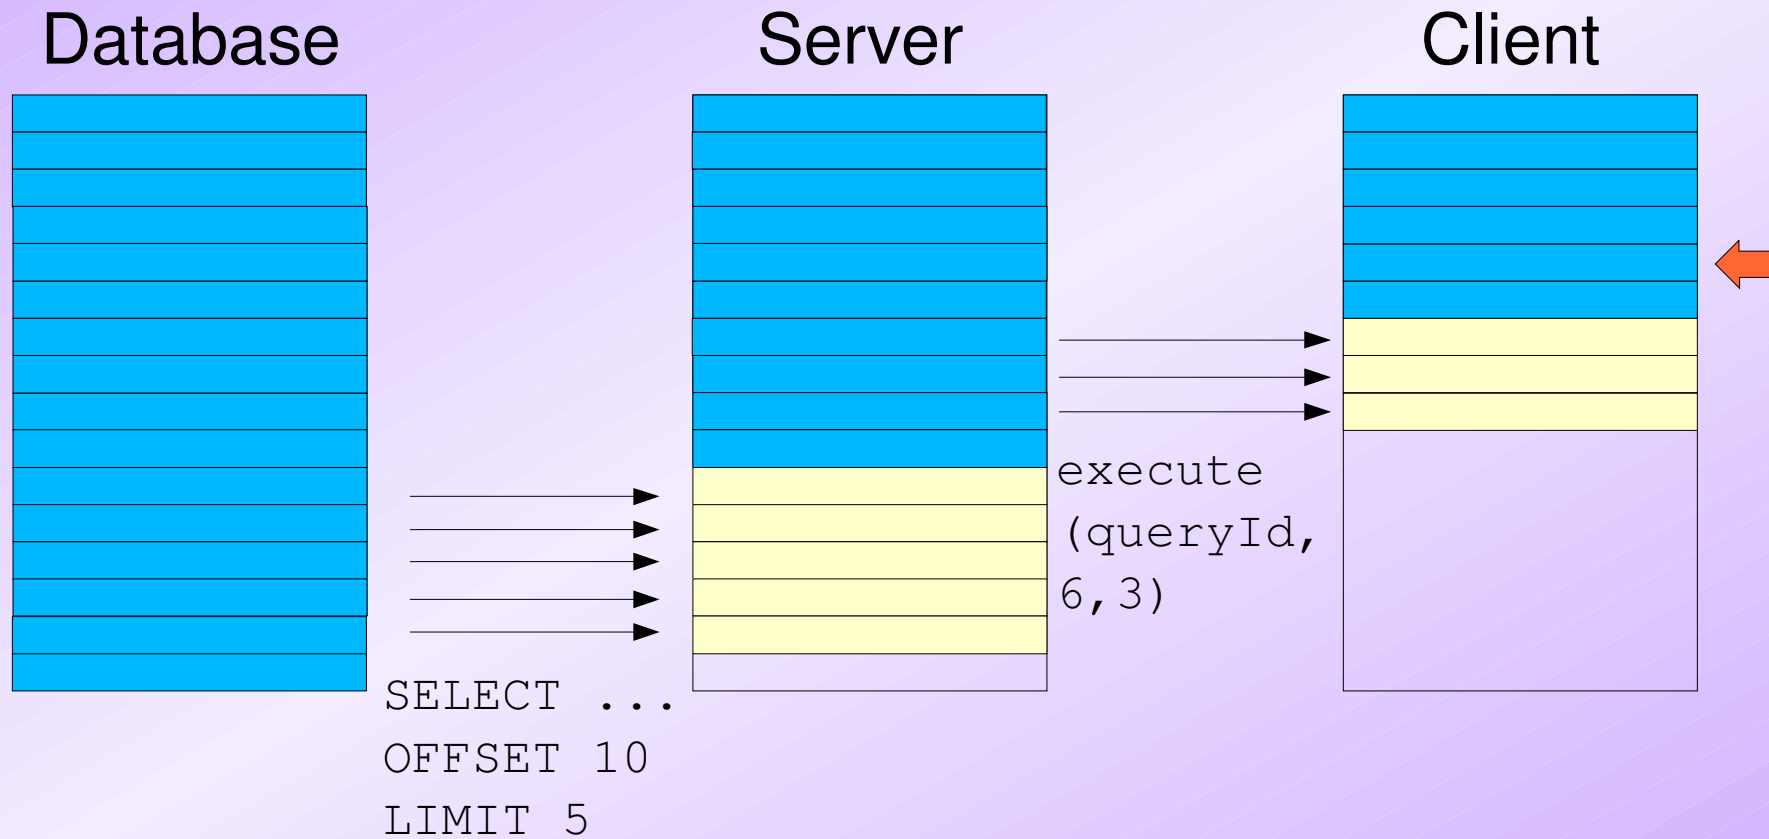 Database
Server
Client
SELECT ...
OFFSET 10
LIMIT 5
execute
(queryId,
6,3)